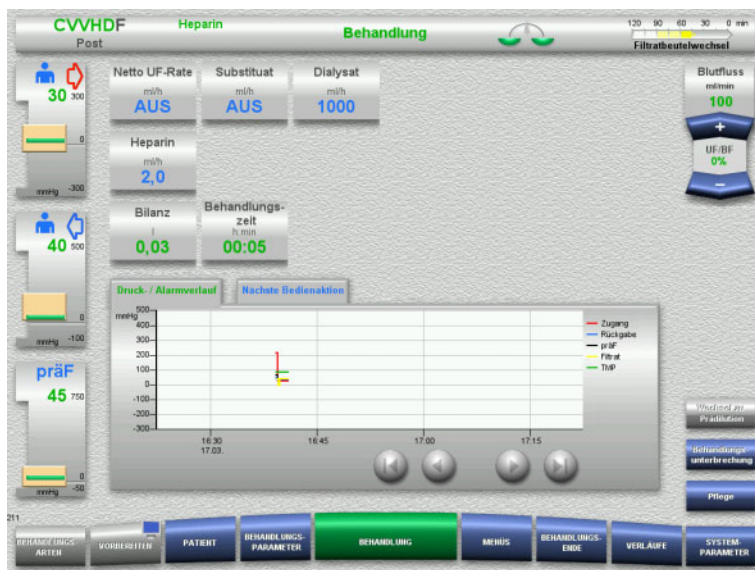 CVVHDF
Post
Heparin
Behandlung
120 90 60 30 0 min
Filtratbeutelwechsel
30
300
0
mmHg -300
40
500
0
mmHg -100
präF
45
750
0
mmHg -50
Netto UF-Rate
ml/h
AUS
Substituat
ml/h
AUS
Dialysat
ml/h
1000
Heparin
ml/h
2,0
Bilanz
l
0,03
Behandlungs-
zeit
h:min
00:05
Blutfluss
ml/min
100
+
UF/BF
0%
−
Druck- / Alarmverlauf
Nächste Bedienaktion
mmHg
500
400
300
200
100
0
-100
-200
-300
16:30
17.03.
16:45
17:00
17:15
Zugang
Rückgabe
präF
Filtrat
TMP
Wechsel zu
Prädilution
Behandlungs-
unterbrechung
Pflege
211
BEHANDLUNGS-
ARTEN
VORBEREITEN
PATIENT
BEHANDLUNGS-
PARAMETER
BEHANDLUNG
MENÜS
BEHANDLUNGS-
ENDE
VERLÄUFE
SYSTEM-
PARAMETER